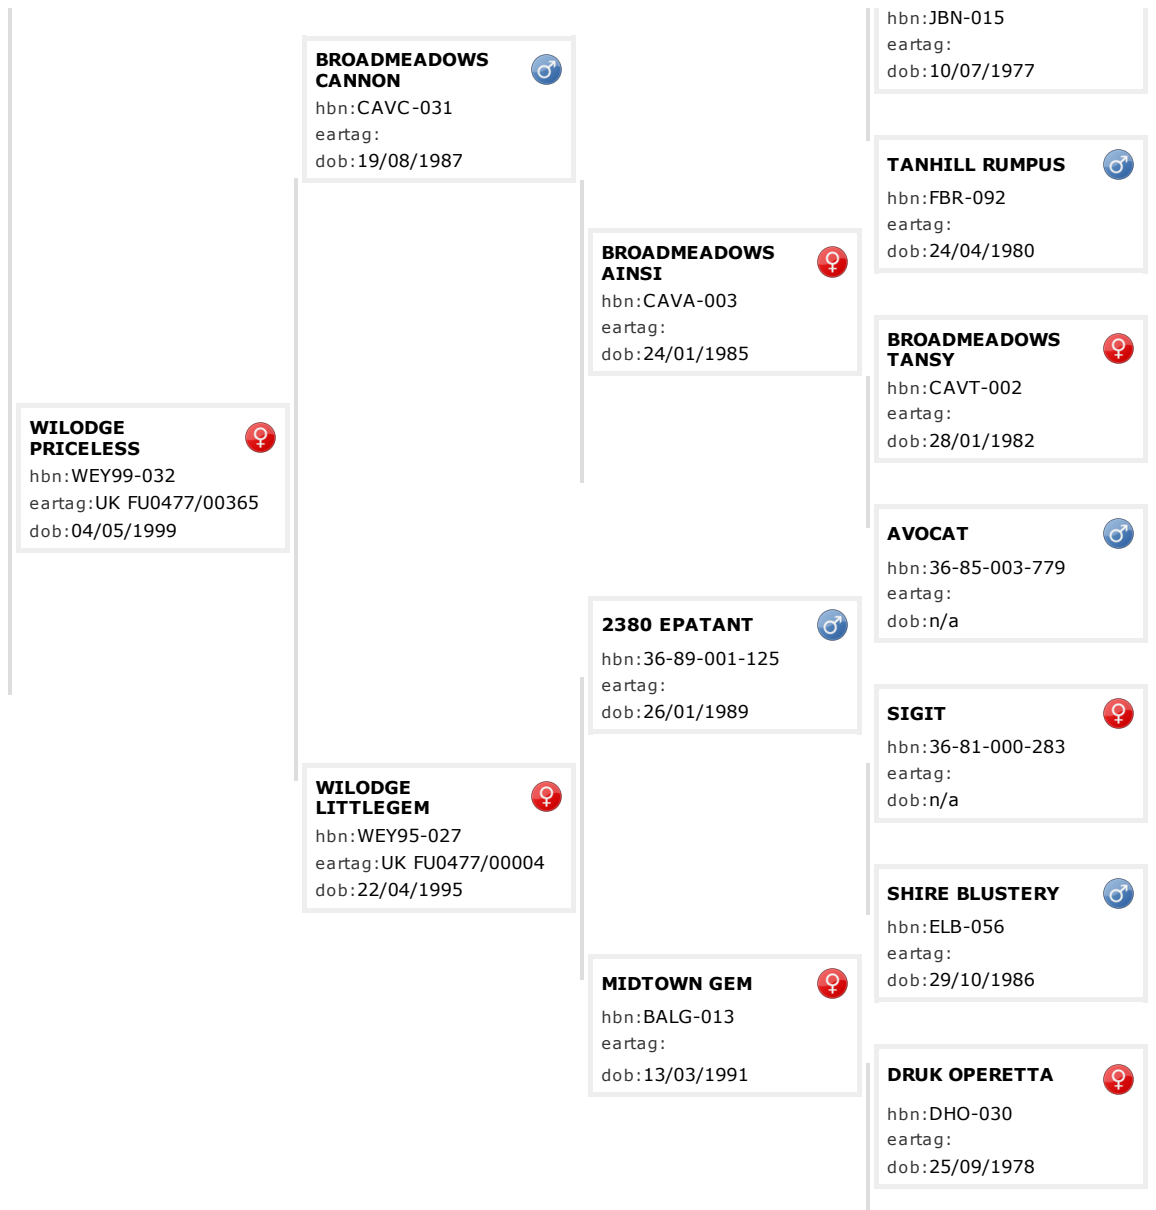 hbn:JBN-015
eartag:
dob:10/07/1977
BROADMEADOWS
CANNON
hbn:CAVC-031
eartag:
dob:19/08/1987
TANHILL RUMPUS
hbn:FBR-092
eartag:
dob:24/04/1980
BROADMEADOWS
AINSI
hbn:CAVA-003
eartag:
dob:24/01/1985
BROADMEADOWS
TANSY
hbn:CAVT-002
eartag:
dob:28/01/1982
WILODGE
PRICELESS
hbn:WEY99-032
eartag:UK FU0477/00365
dob:04/05/1999
AVOCAT
hbn:36-85-003-779
eartag:
dob:n/a
2380 EPATANT
hbn:36-89-001-125
eartag:
dob:26/01/1989
SIGIT
hbn:36-81-000-283
eartag:
dob:n/a
WILODGE
LITTLEGEM
hbn:WEY95-027
eartag:UK FU0477/00004
dob:22/04/1995
SHIRE BLUSTERY
hbn:ELB-056
eartag:
dob:29/10/1986
MIDTOWN GEM
hbn:BALG-013
eartag:
dob:13/03/1991
DRUK OPERETTA
hbn:DHO-030
eartag:
dob:25/09/1978